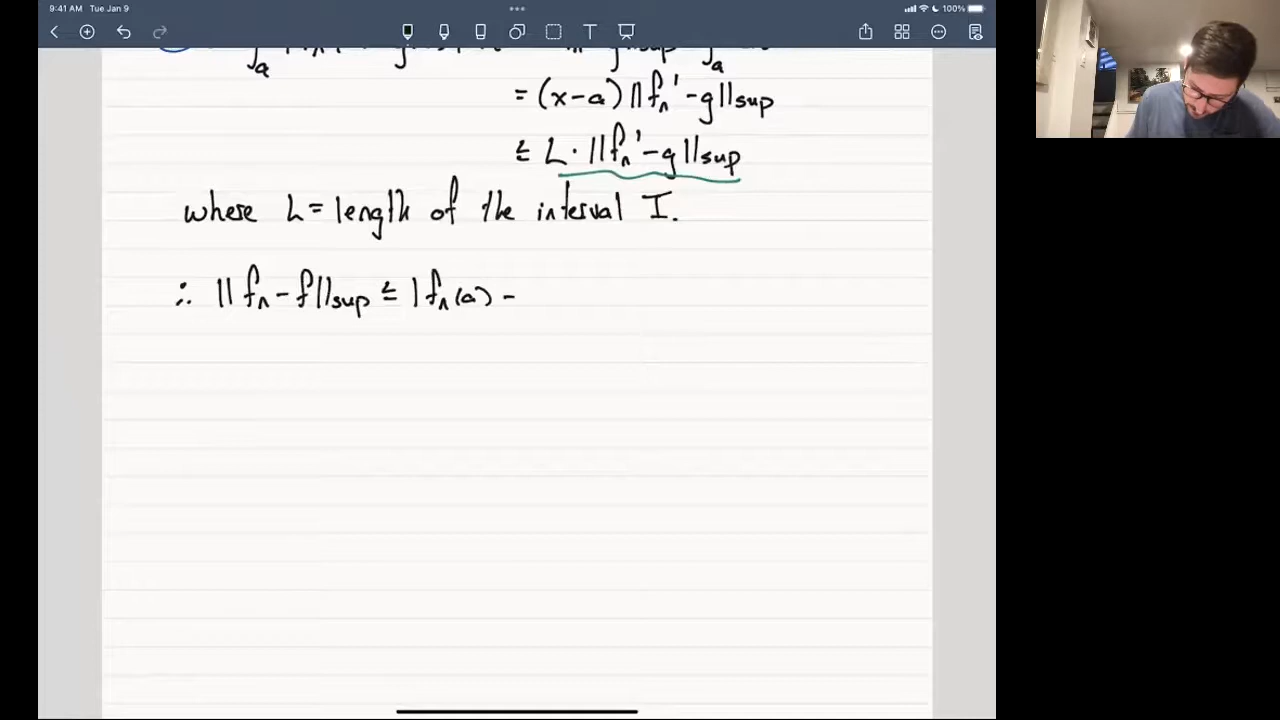 9:41 AM Tue Jan 9
100%
= (x-a) ||fₙ' - g||sup
≤ L · ||fₙ' - g||sup
where L = length of the interval I.
∴ ||fₙ - f||sup ≤ |fₙ(a) -